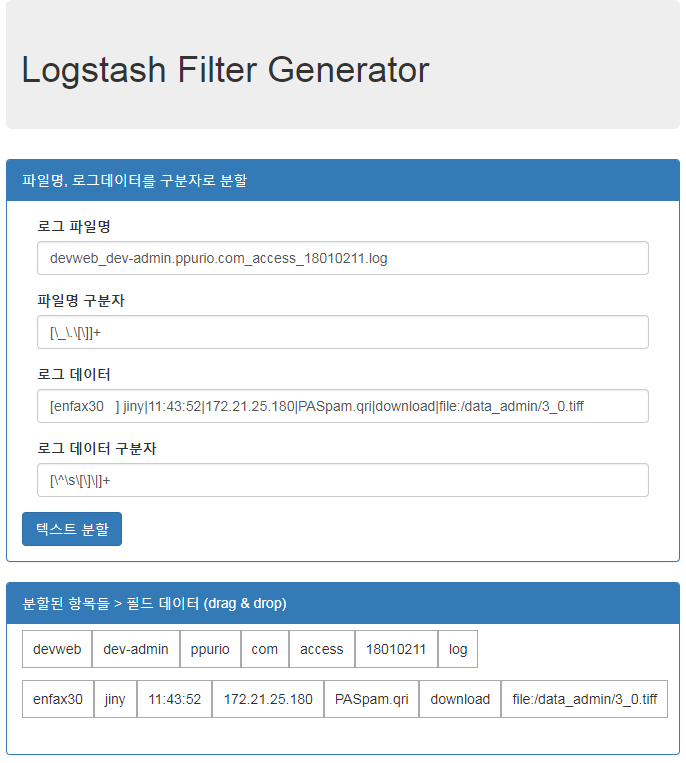 Logstash Filter Generator
파일명, 로그데이터를 구분자로 분할
로그 파일명
devweb_dev-admin.ppurio.com_access_18010211.log
파일명 구분자
[\_\.\[\]]+
로그 데이터
[enfax30   ] jiny|11:43:52|172.21.25.180|PASpam.qri|download|file:/data_admin/3_0.tiff
로그 데이터 구분자
[\^\s\[\]\|]+
텍스트 분할
분할된 항목들 > 필드 데이터 (drag & drop)
devweb dev-admin ppurio com access 18010211 log
enfax30 jiny 11:43:52 172.21.25.180 PASpam.qri download file:/data_admin/3_0.tiff